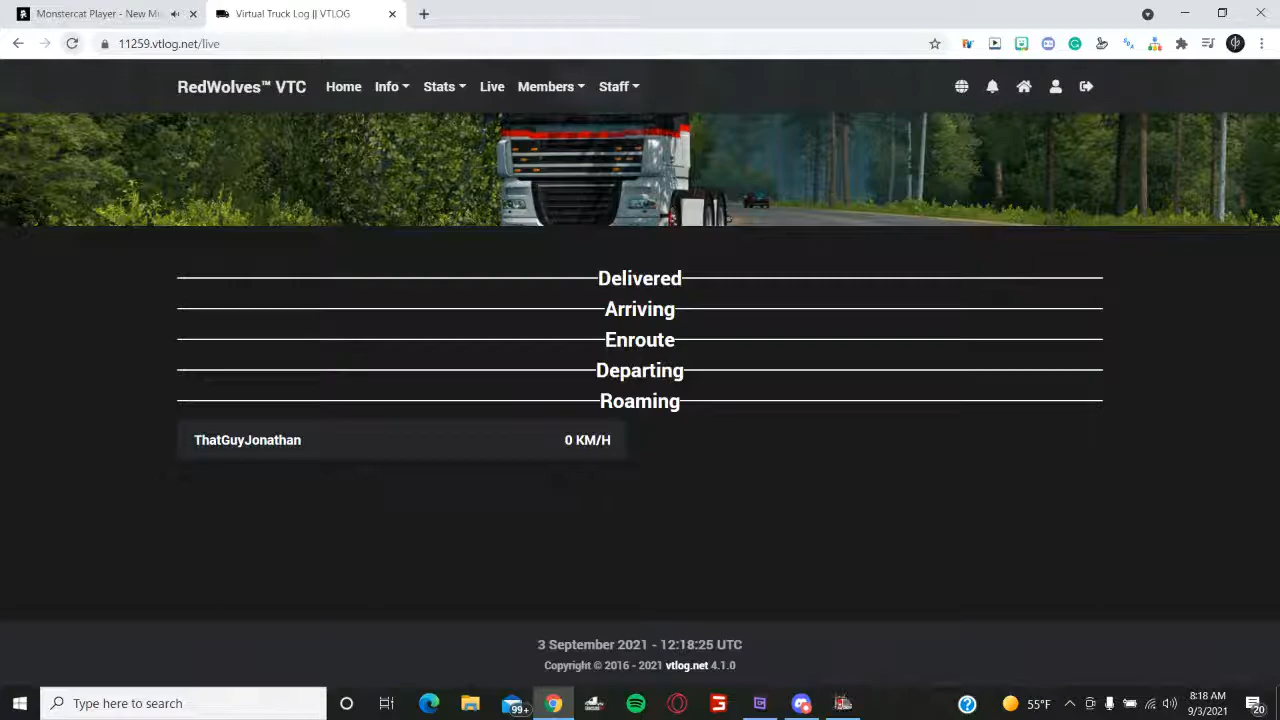 Monstercat Player - New Mu
Virtual Truck Log || VTLOG
11259.vtlog.net/live
RedWolves™ VTC Home Info Stats Live Members Staff
Delivered
Arriving
Enroute
Departing
Roaming
ThatGuyJonathan 0 KM/H
3 September 2021 - 12:18:25 UTC
Copyright © 2016 - 2021 vtlog.net 4.1.0
Type here to search
99+
55°F
8:18 AM
9/3/2021
20